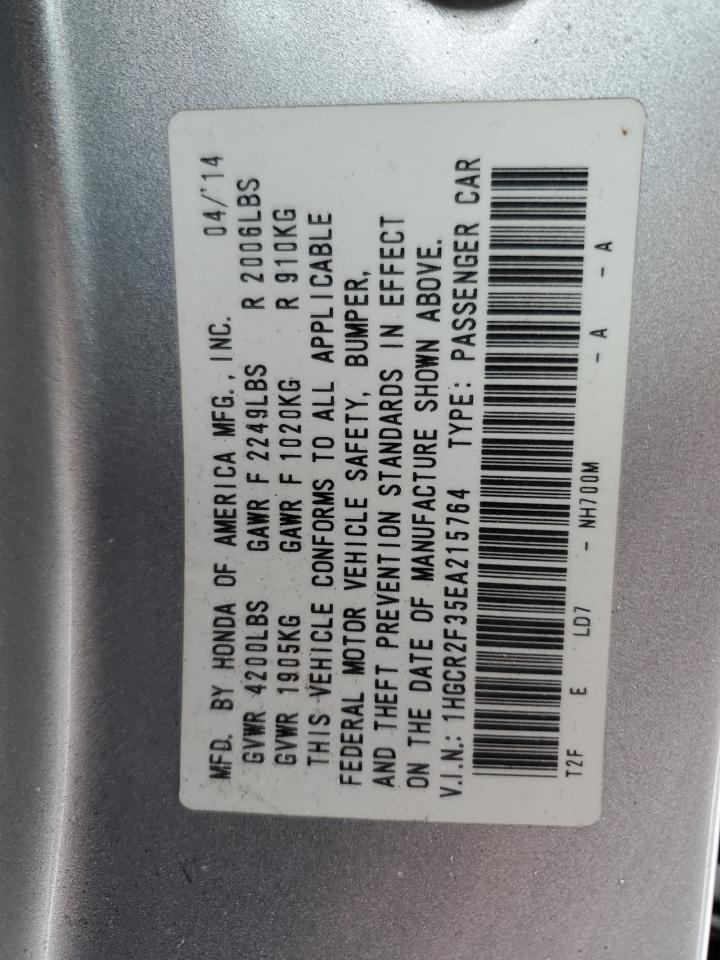 MFD. BY HONDA OF AMERICA MFG., INC. 04/'14
GVWR 4200LBS GAWR F 2249LBS R 2006LBS
GVWR 1905KG GAWR F 1020KG R 910KG
THIS VEHICLE CONFORMS TO ALL APPLICABLE
FEDERAL MOTOR VEHICLE SAFETY, BUMPER,
AND THEFT PREVENTION STANDARDS IN EFFECT
ON THE DATE OF MANUFACTURE SHOWN ABOVE.
V.I.N.: 1HGCR2F35EA215764 TYPE: PASSENGER CAR
T2F E LD7 - NH700M - A - A